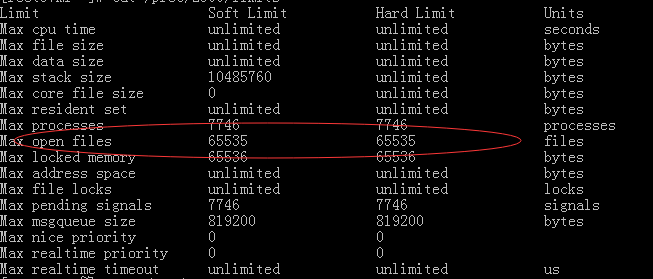 Limit Soft Limit Hard Limit Units
Max cpu time unlimited unlimited seconds
Max file size unlimited unlimited bytes
Max data size unlimited unlimited bytes
Max stack size 10485760 unlimited bytes
Max core file size 0 unlimited bytes
Max resident set unlimited unlimited bytes
Max processes 7746 7746 processes
Max open files 65535 65535 files
Max locked memory 65536 65536 bytes
Max address space unlimited unlimited bytes
Max file locks unlimited unlimited locks
Max pending signals 7746 7746 signals
Max msgqueue size 819200 819200 bytes
Max nice priority 0 0
Max realtime priority 0 0
Max realtime timeout unlimited unlimited us